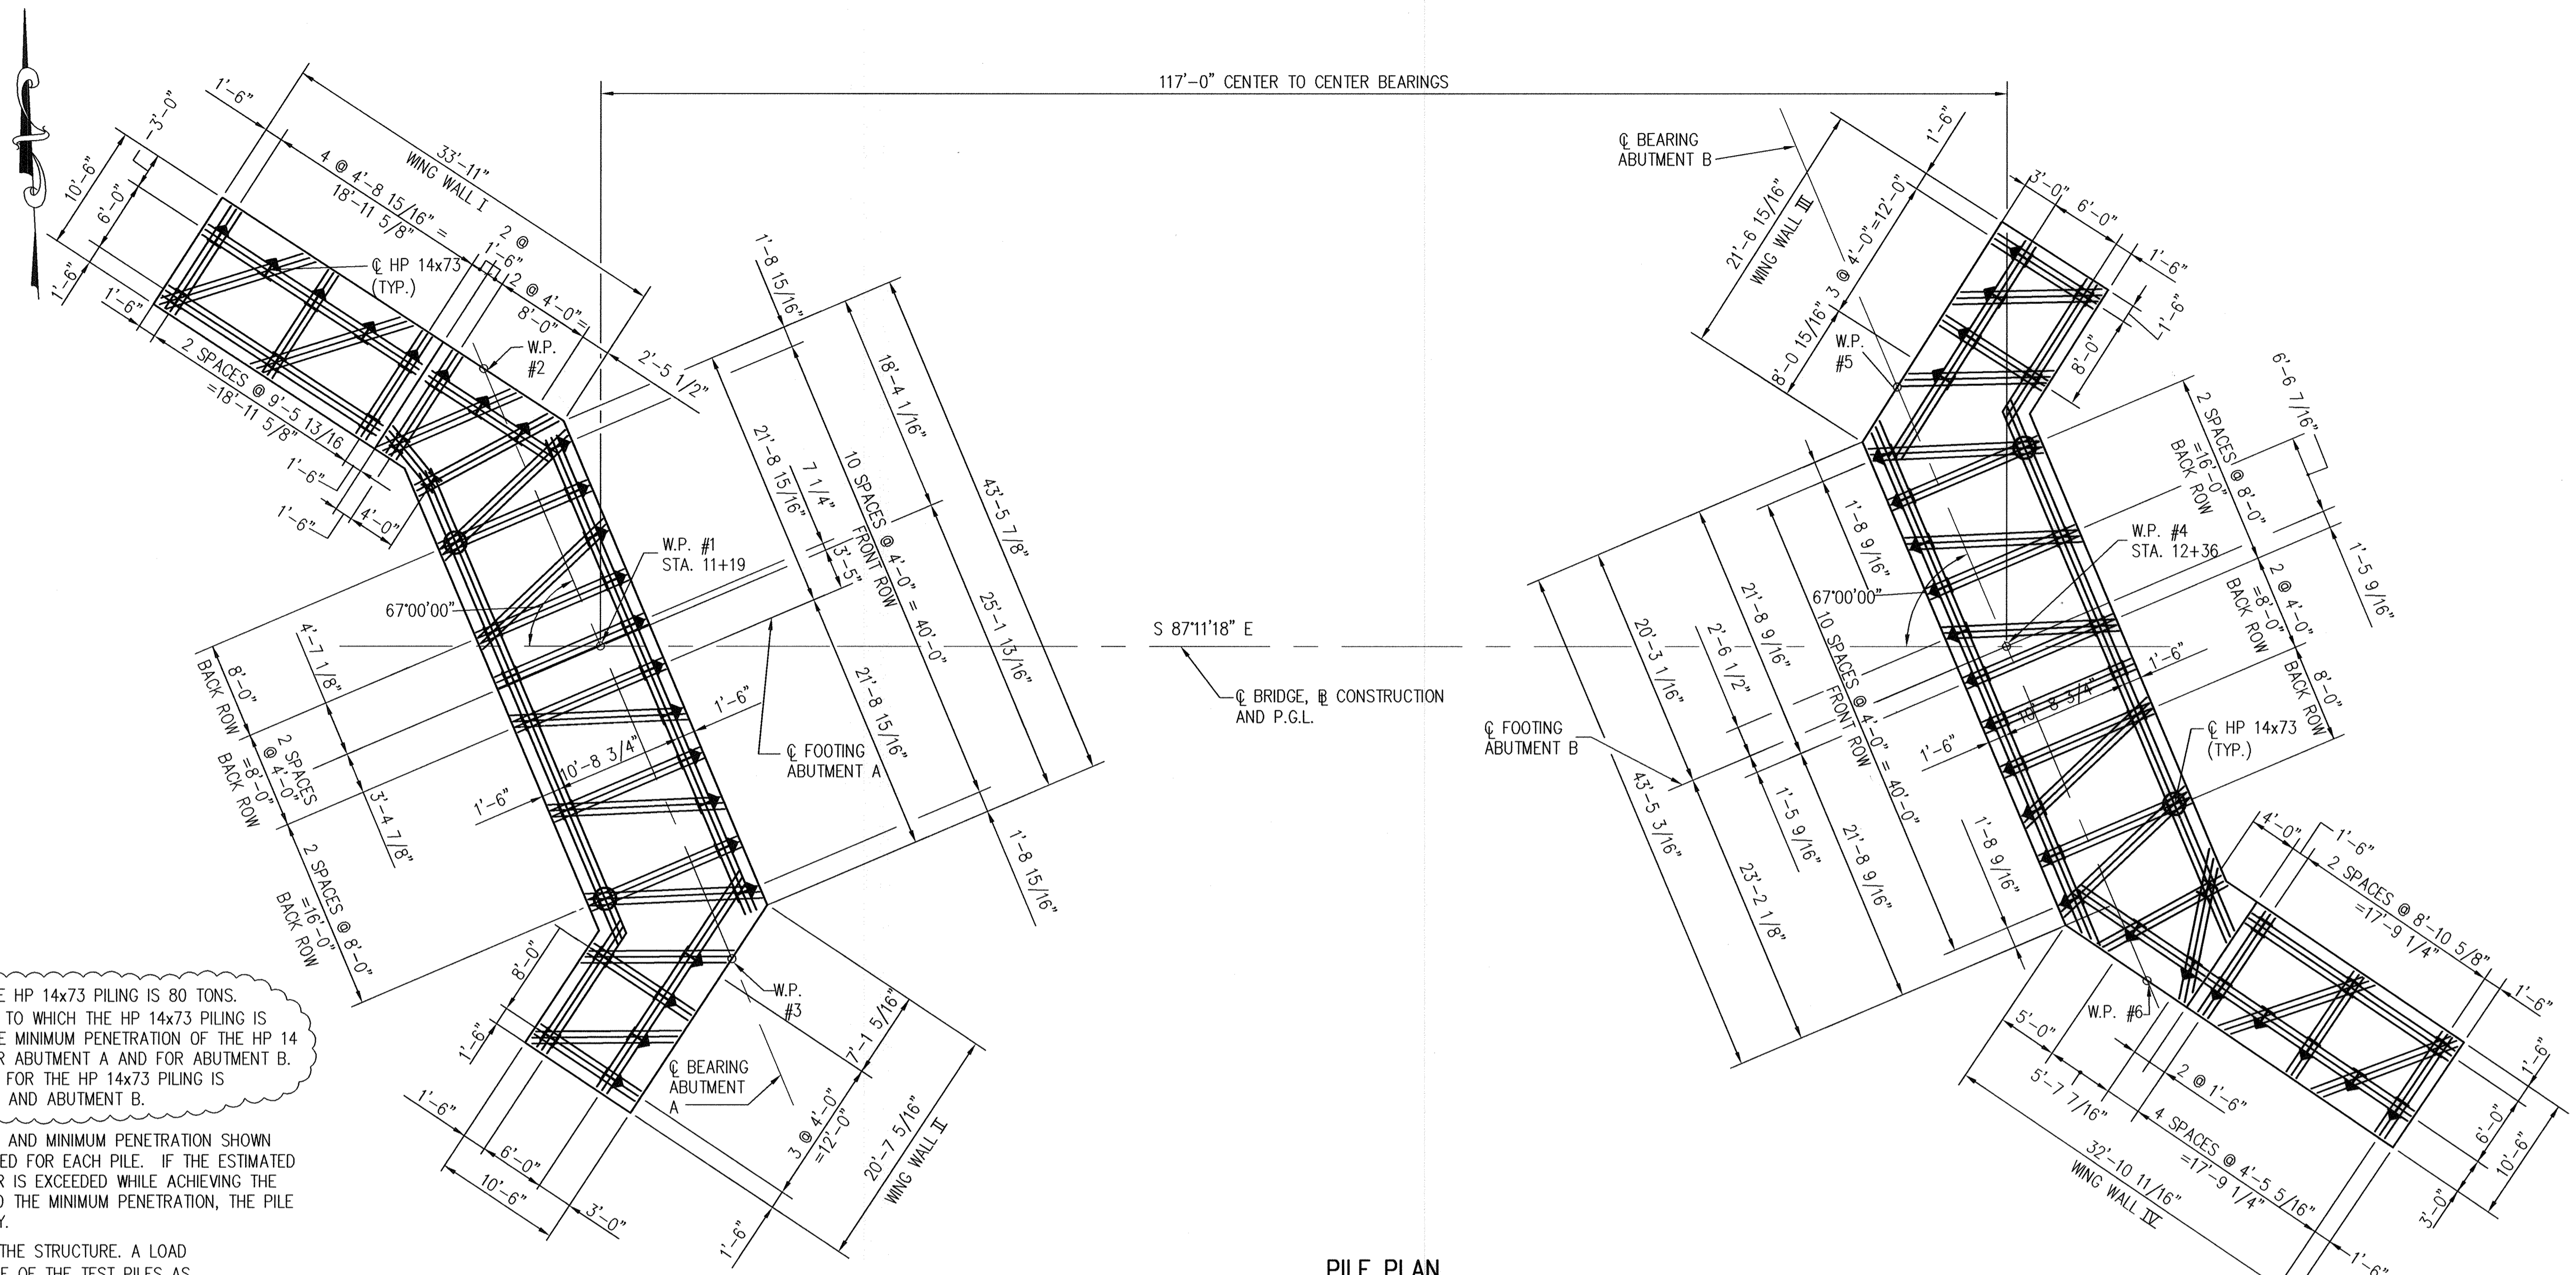 117'-0" CENTER TO CENTER BEARINGS
1'-6"
33'-11"
WING WALL I
4 @ 4'-8 15/16" =
18'-11 5/8"
2 @
1'-6"
2 @ 4'-0"=
8'-0"
3'-0"
10'-6"
6'-0"
1'-6"
1'-6"
℄ HP 14x73
(TYP.)
W.P.
#2
2'-5 1/2"
2 SPACES @ 9'-5 13/16
=18'-11 5/8"
1'-6"
1'-6"
4'-0"
1'-8 15/16"
18'-4 1/16"
21'-8 15/16"
7 1/4"
3'-5"
10 SPACES @ 4'-0" = 40'-0"
FRONT ROW
43'-5 7/8"
25'-1 13/16"
21'-8 15/16"
1'-8 15/16"
W.P. #1
STA. 11+19
67°00'00"
4'-7 1/8"
3'-4 7/8"
8'-0"
BACK ROW
2 SPACES
@ 4'-0"
=8'-0"
BACK ROW
2 SPACES @ 8'-0"
=16'-0"
BACK ROW
1'-6"
10'-8 3/4"
1'-6"
℄ FOOTING
ABUTMENT A
8'-0"
1'-6"
W.P.
#3
℄ BEARING
ABUTMENT
A
7'-1 5/16"
3 @ 4'-0"
=12'-0"
20'-7 5/16"
WING WALL II
1'-6"
1'-6"
6'-0"
10'-6"
3'-0"
S 87°11'18" E
℄ BRIDGE, ℄ CONSTRUCTION
AND P.G.L.
℄ BEARING
ABUTMENT B
1'-6"
21'-6 15/16"
WING WALL III
3 @ 4'-0"=12'-0"
8'-0 15/16"
3'-0"
6'-0"
1'-6"
1'-6"
8'-0"
W.P.
#5
6'-6 7/16"
2 SPACES @ 8'-0"
=16'-0"
BACK ROW
W.P. #4
STA. 12+36
1'-5 9/16"
2 @ 4'-0"
=8'-0"
BACK ROW
8'-0"
BACK ROW
67°00'00"
1'-8 9/16"
21'-8 9/16"
20'-3 1/16"
2'-6 1/2"
10 SPACES @ 4'-0" = 40'-0"
FRONT ROW
℄ FOOTING
ABUTMENT B
43'-5 3/16"
1'-5 9/16"
21'-8 9/16"
23'-2 1/8"
1'-8 9/16"
1'-6"
1'-6"
℄ HP 14x73
(TYP.)
4'-0"
1'-6"
2 SPACES @ 8'-10 5/8"
=17'-9 1/4"
1'-6"
W.P. #6
5'-0"
5'-7 7/16"
2 @ 1'-6"
4 SPACES @ 4'-5 5/16"
=17'-9 1/4"
32'-10 11/16"
WING WALL IV
1'-6"
1'-6"
6'-0"
10'-6"
3'-0"
E HP 14x73 PILING IS 80 TONS.
TO WHICH THE HP 14x73 PILING IS
E MINIMUM PENETRATION OF THE HP 14
R ABUTMENT A AND FOR ABUTMENT B.
FOR THE HP 14x73 PILING IS
AND ABUTMENT B.
AND MINIMUM PENETRATION SHOWN
ED FOR EACH PILE. IF THE ESTIMATED
R IS EXCEEDED WHILE ACHIEVING THE
D THE MINIMUM PENETRATION, THE PILE
Y.
THE STRUCTURE. A LOAD
E OF THE TEST PILES AS
PILE PLAN